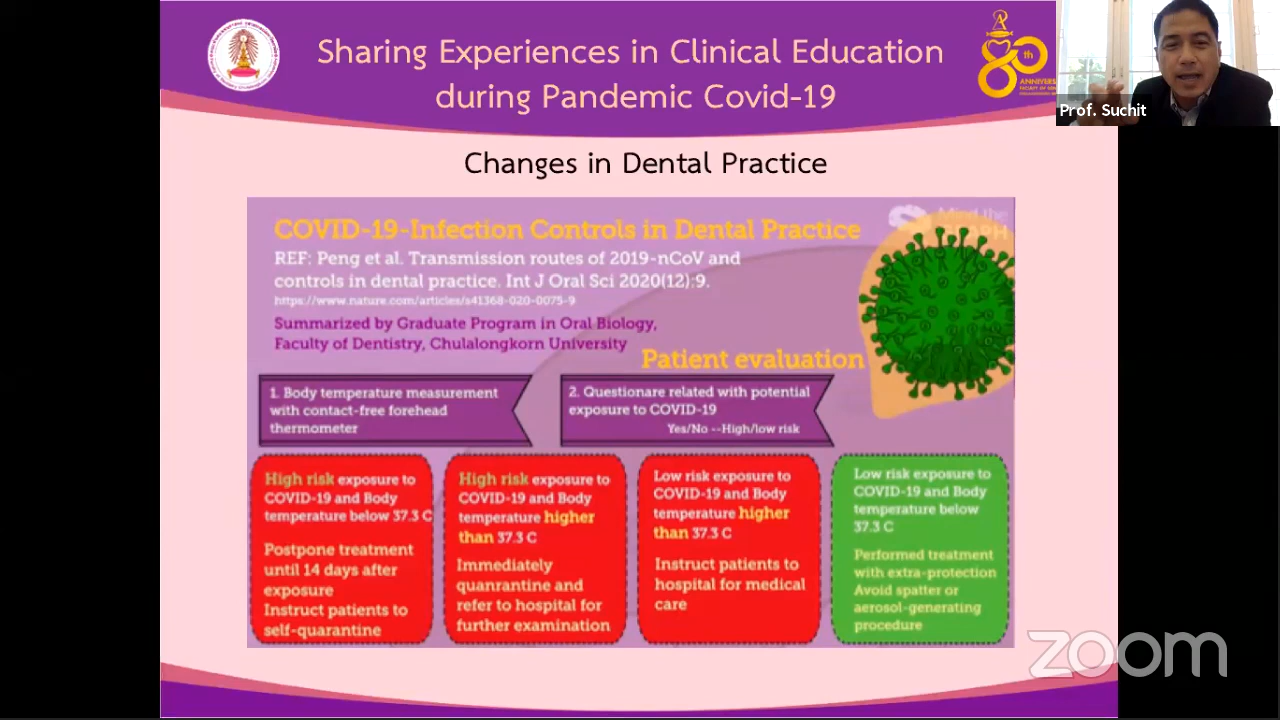 Sharing Experiences in Clinical Education
during Pandemic Covid-19
80th
ANNIVERS
Prof. Suchit
Changes in Dental Practice
COVID-19-Infection Controls in Dental Practice
REF: Peng et al. Transmission routes of 2019-nCoV and
controls in dental practice. Int J Oral Sci 2020(12):9.
https://www.nature.com/articles/s41368-020-0075-9
Summarized by Graduate Program in Oral Biology,
Faculty of Dentistry, Chulalongkorn University
Mind the
GRAPH
Patient evaluation
1. Body temperature measurement
with contact-free forehead
thermometer
2. Questionare related with potential
exposure to COVID-19
Yes/No --High/low risk
High risk exposure to
COVID-19 and Body
temperature below 37.3 C
Postpone treatment
until 14 days after
exposure
Instruct patients to
self-quarantine
High risk exposure to
COVID-19 and Body
temperature higher
than 37.3 C
Immediately
quanrantine and
refer to hospital for
further examination
Low risk exposure to
COVID-19 and Body
temperature higher
than 37.3 C
Instruct patients to
hospital for medical
care
Low risk exposure to
COVID-19 and Body
temperature below
37.3 C
Performed treatment
with extra-protection
Avoid spatter or
aerosol-generating
procedure
zoom